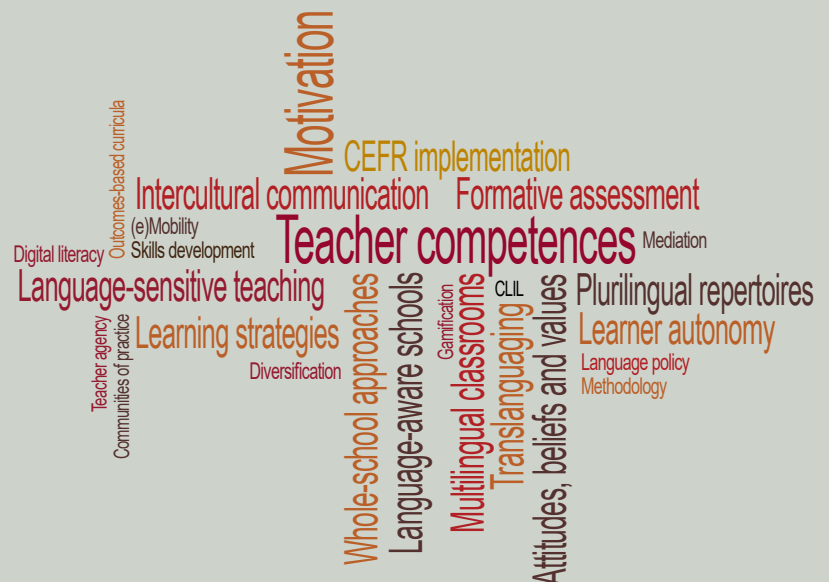 Motivation
Outcomes-based curricula
CEFR implementation
Intercultural communication
Formative assessment
(e)Mobility
Digital literacy
Skills development
Teacher competences
Mediation
Language-sensitive teaching
Whole-school approaches
Language-aware schools
Gamification
Multilingual classrooms
CLIL
Translanguaging
Attitudes, beliefs and values
Plurilingual repertoires
Teacher agency
Communities of practice
Learning strategies
Learner autonomy
Diversification
Language policy
Methodology